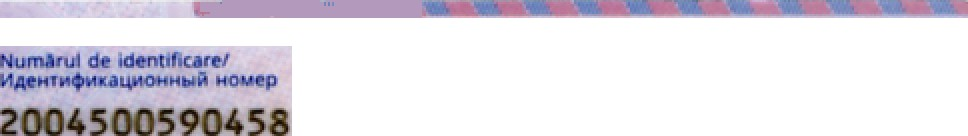 Numărul de identificare/
Идентификационный номер
2004500590458